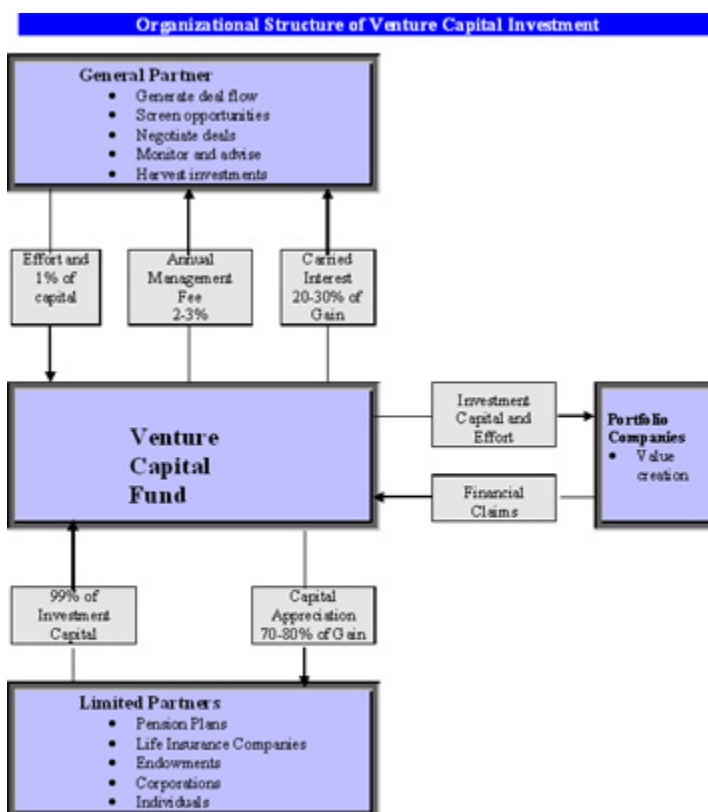 Organizational Structure of Venture Capital Investment
General Partner
• Generate deal flow
• Screen opportunities
• Negotiate deals
• Monitor and advise
• Harvest investments
Effort and
1% of
capital
Annual
Management
Fee
2-3%
Carried
Interest
20-30% of
Gain
Venture
Capital
Fund
Investment
Capital and
Effort
Financial
Claims
Portfolio
Companies
• Value
creation
99% of
Investment
Capital
Capital
Appreciation
70-80% of Gain
Limited Partners
• Pension Plans
• Life Insurance Companies
• Endowments
• Corporations
• Individuals